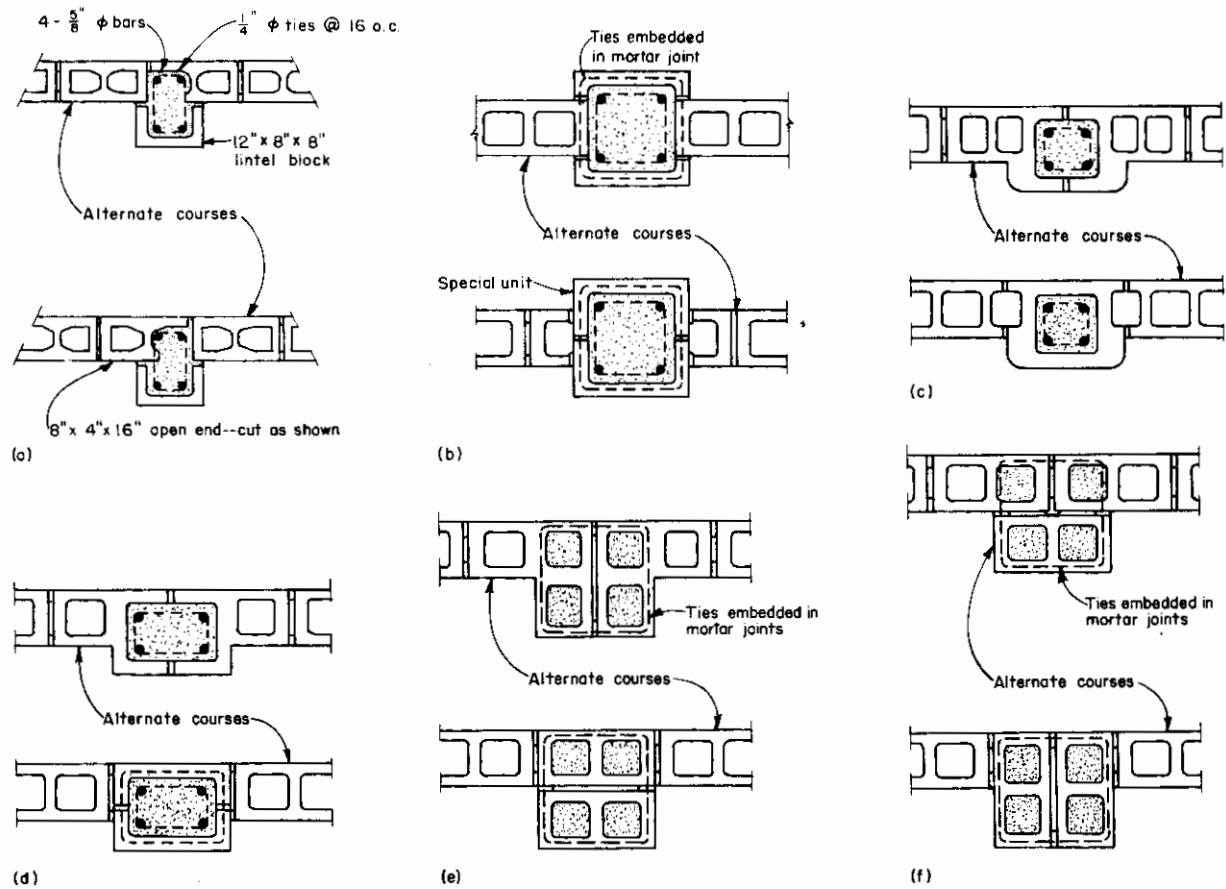 4 - 5/8" φ bars
1/4" φ ties @ 16 o.c.
12" x 8" x 8"
lintel block
Alternate courses
8" x 4" x 16" open end--cut as shown
(a)
Ties embedded
in mortar joint
Alternate courses
Special unit
(b)
Alternate courses
(c)
Alternate courses
(d)
Ties embedded in
mortar joints
Alternate courses
(e)
Ties embedded in
mortar joints
Alternate courses
(f)